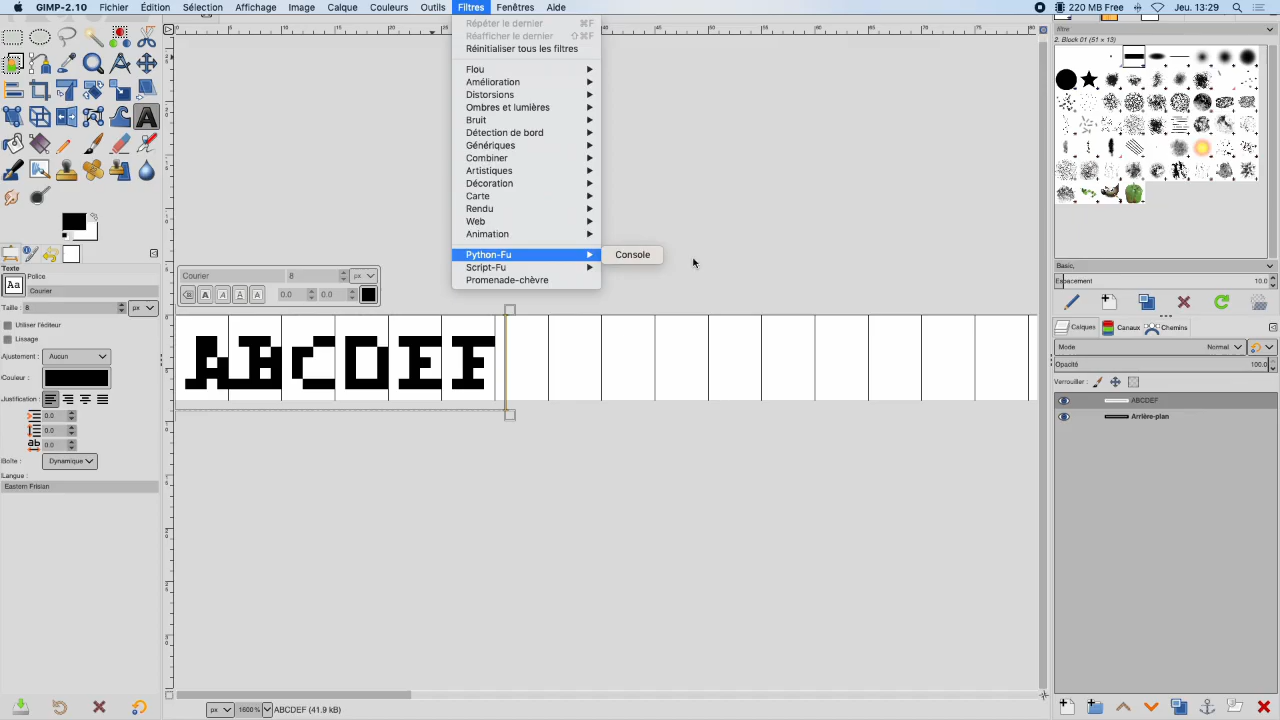 GIMP-2.10 Fichier Édition Sélection Affichage Image Calque Couleurs Outils Filtres Fenêtres Aide 220 MB Free Jeu. 13:29
filtre
2. Block 01 (51 × 13)
Répéter le dernier ⌘F
Réafficher le dernier ⇧⌘F
Réinitialiser tous les filtres
Flou
Amélioration
Distorsions
Ombres et lumières
Bruit
Détection de bord
Génériques
Combiner
Artistiques
Décoration
Carte
Rendu
Web
Animation
Python-Fu
Console
Script-Fu
Promenade-chèvre
Texte
Police
Aa
Courier
Taille : 8 px
Utiliser l'éditeur
Lissage
Ajustement : Aucun
Couleur :
Justification :
0.0
0.0
ab 0.0
Boîte : Dynamique
Langue :
Eastern Frisian
Courier 8 px
A A A A 0.0 0.0
ABCDEF
px 1600 % ABCDEF (41.9 kB)
Basic,
Espacement 10.0
Calques Canaux Chemins
Mode Normal
Opacité 100.0
Verrouiller :
ABCDEF
Arrière-plan